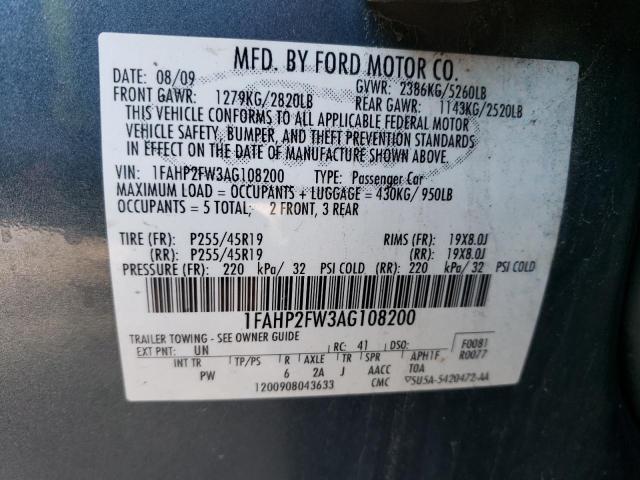 MFD. BY FORD MOTOR CO.
DATE: 08/09 GVWR: 2386KG/5260LB
FRONT GAWR: 1279KG/2820LB REAR GAWR: 1143KG/2520LB
THIS VEHICLE CONFORMS TO ALL APPLICABLE FEDERAL MOTOR
VEHICLE SAFETY, BUMPER, AND THEFT PREVENTION STANDARDS
IN EFFECT ON THE DATE OF MANUFACTURE SHOWN ABOVE.
VIN: 1FAHP2FW3AG108200 TYPE: Passenger Car
MAXIMUM LOAD = OCCUPANTS + LUGGAGE = 430KG/ 950LB
OCCUPANTS = 5 TOTAL; 2 FRONT, 3 REAR
TIRE (FR): P255/45R19 RIMS (FR): 19X8.0J
(RR): P255/45R19 (RR): 19X8.0J
PRESSURE (FR): 220 kPa/ 32 PSI COLD (RR): 220 kPa/ 32 PSI COLD
1FAHP2FW3AG108200
TRAILER TOWING - SEE OWNER GUIDE
EXT PNT: UN RC: 41 DSO: F0081
R0077
INT TR TP/PS R AXLE TR SPR APH1F
PW 6 2A J AACC T0A
1200908043633 CMC 5U5A-5420472-AA